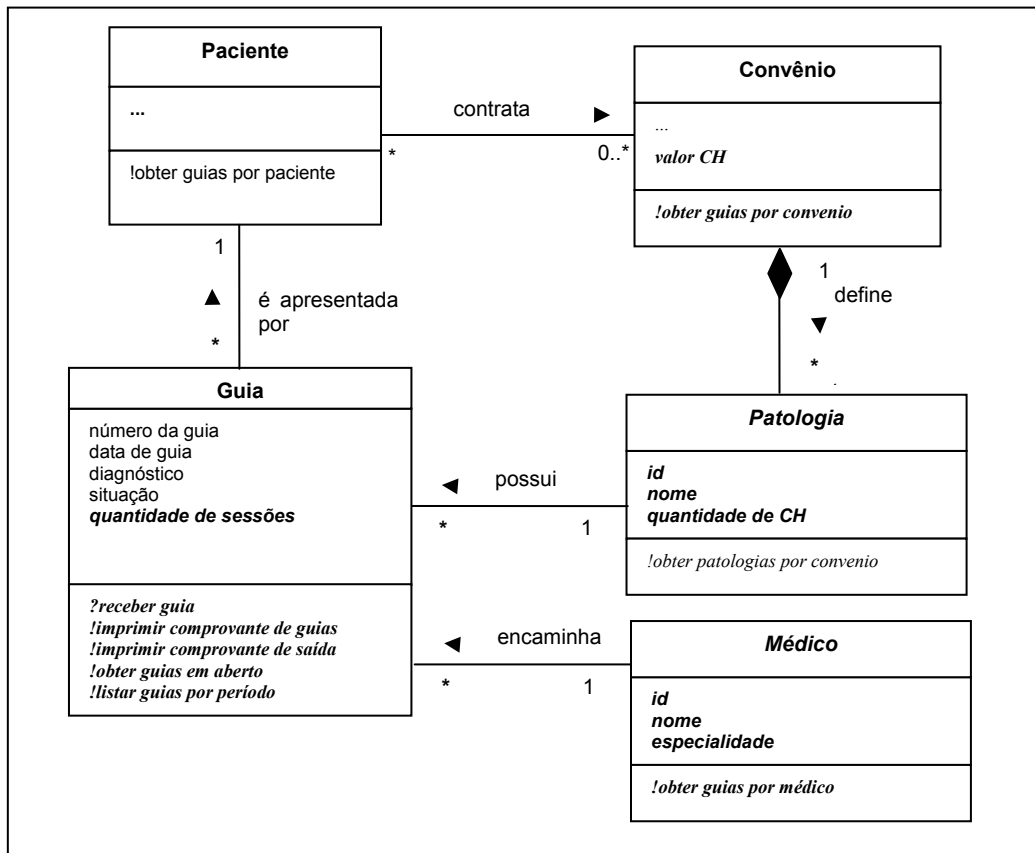 Paciente
...
!obter guias por paciente
contrata ►
* 0..*
Convênio
...
valor CH
!obter guias por convenio
1
▲ é apresentada
por
*
1
define
▼
*
.
Guia
número da guia
data de guia
diagnóstico
situação
quantidade de sessões
?receber guia
!imprimir comprovante de guias
!imprimir comprovante de saída
!obter guias em aberto
!listar guias por período
◄ possui
* 1
Patologia
id
nome
quantidade de CH
!obter patologias por convenio
◄ encaminha
* 1
Médico
id
nome
especialidade
!obter guias por médico